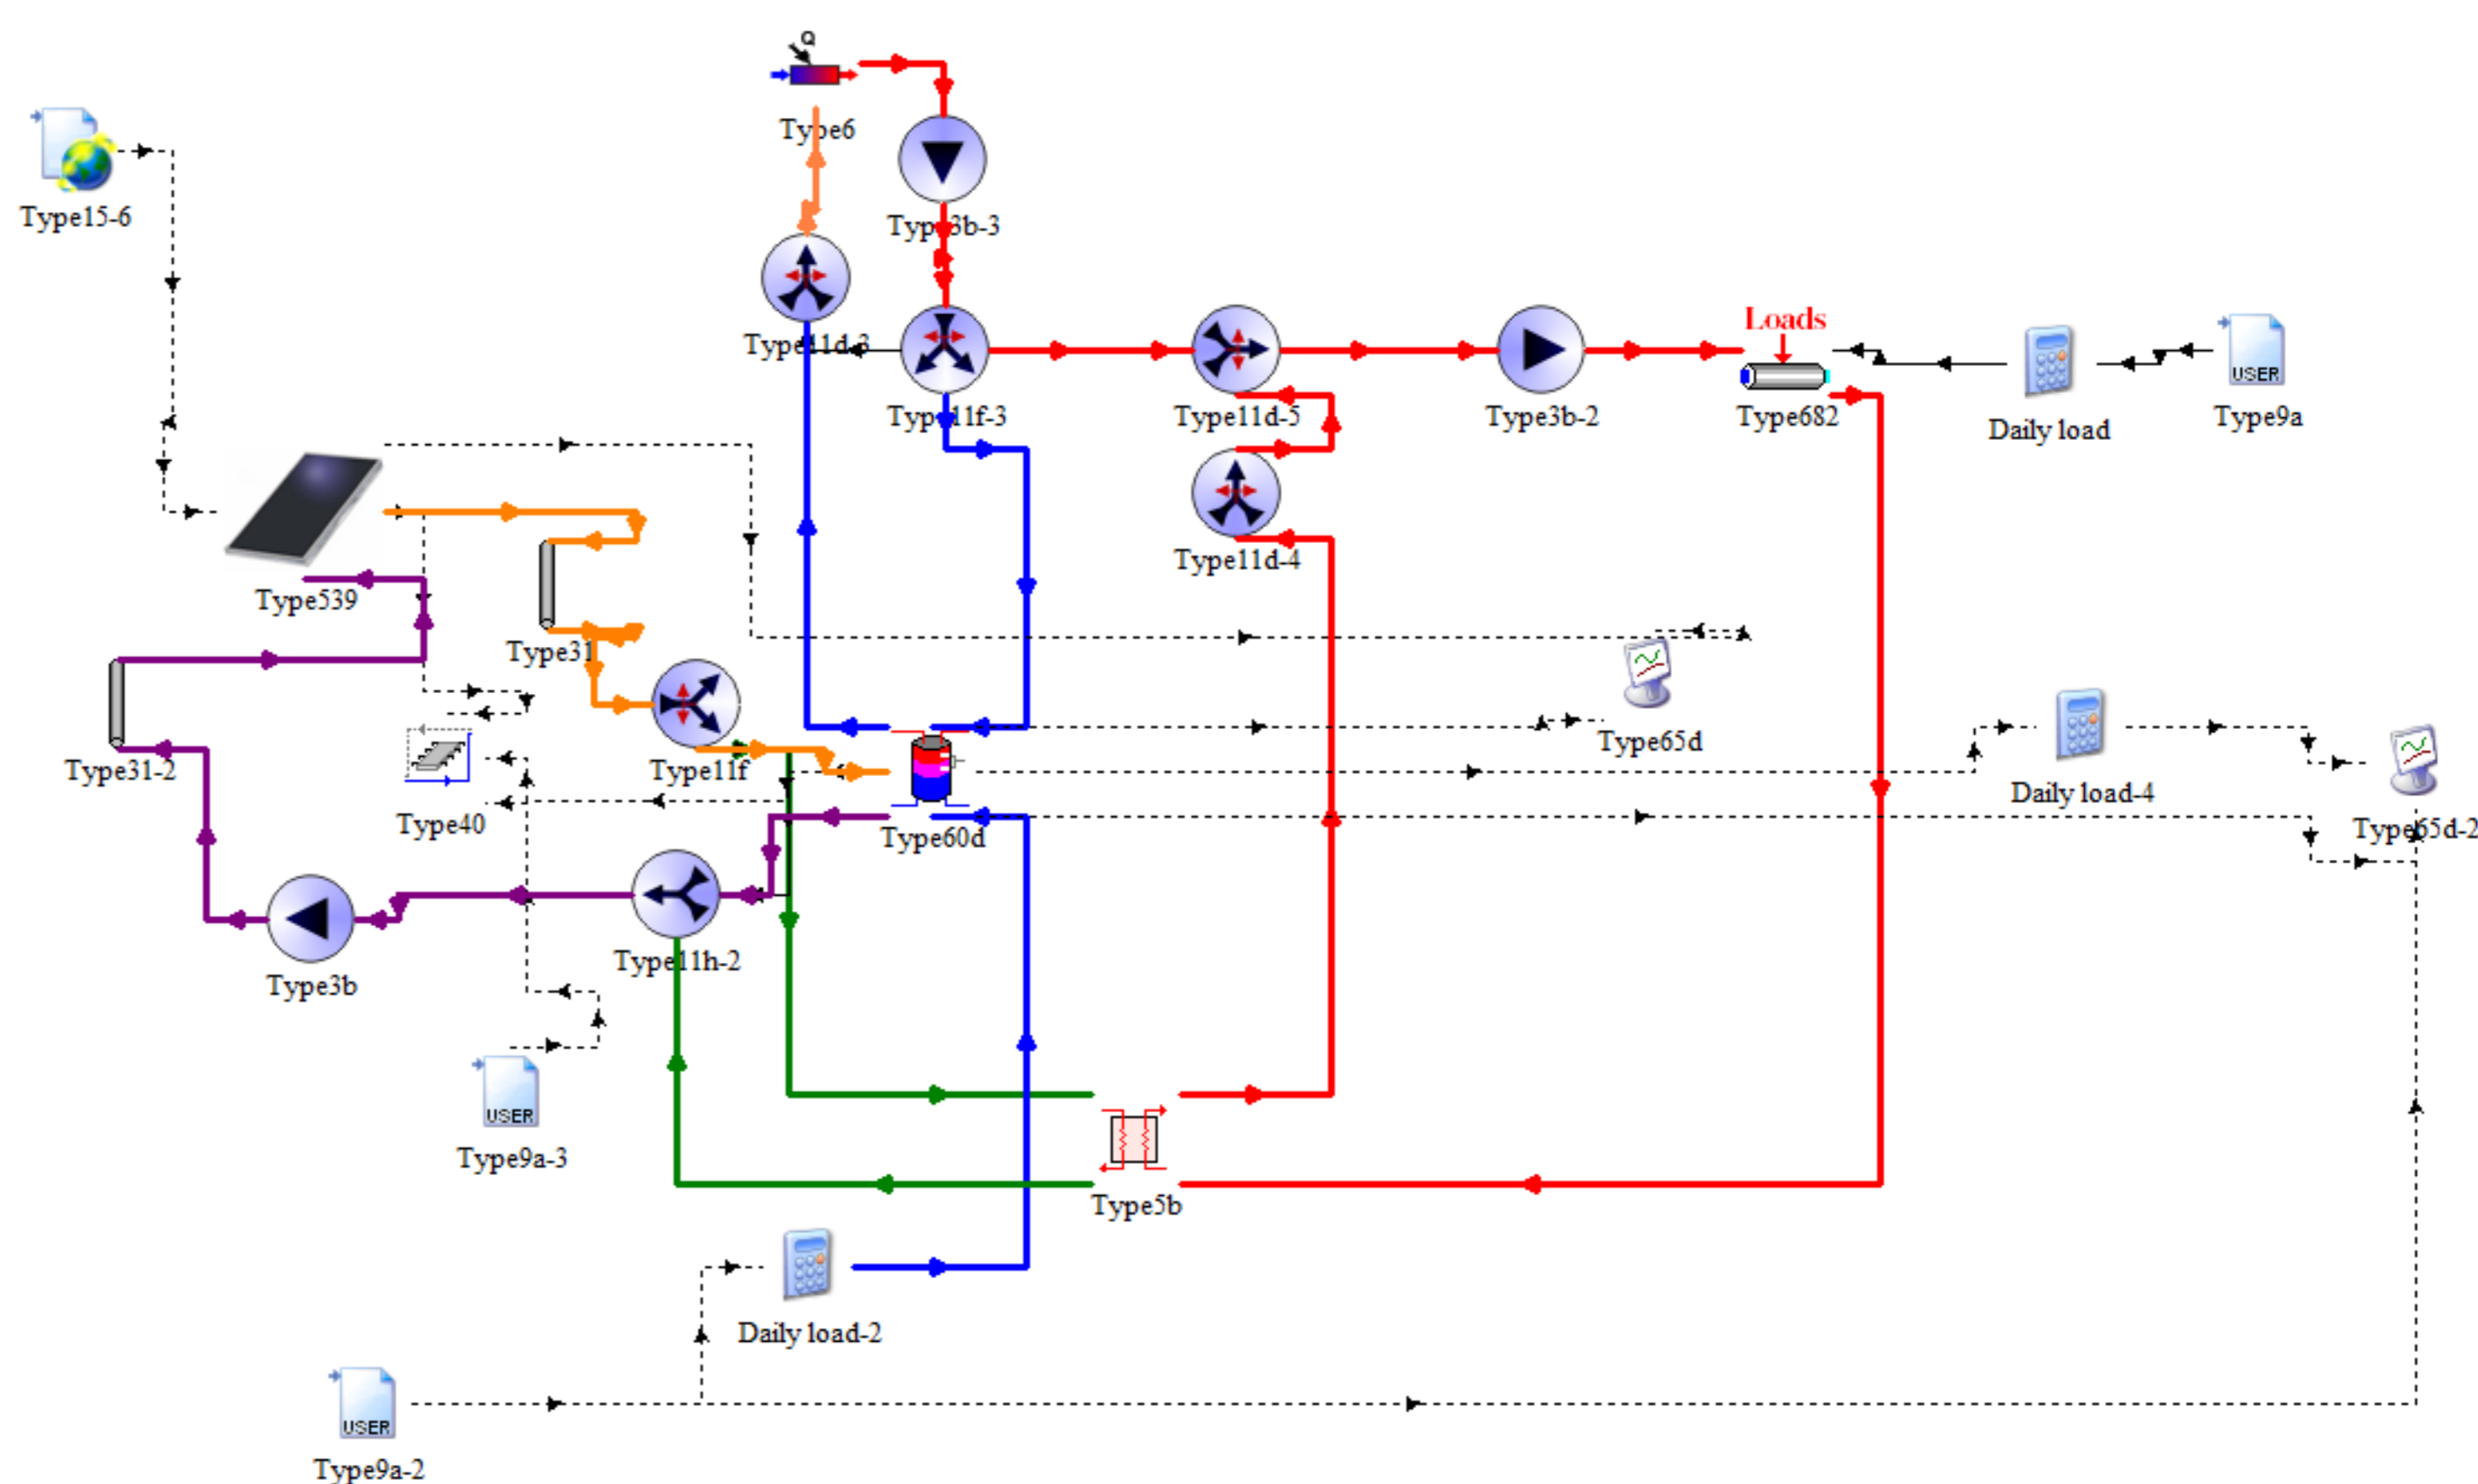 Q
Type6
Type15-6
Type3b-3
Type11d-3
Loads
Type11f-3
Type11d-5
Type3b-2
Type682
Daily load
USER
Type9a
Type11d-4
Type539
Type31
Type65d
Type31-2
Type11f
Type40
Type60d
Daily load-4
Type65d-2
Type11h-2
Type3b
USER
Type9a-3
Type5b
Daily load-2
USER
Type9a-2